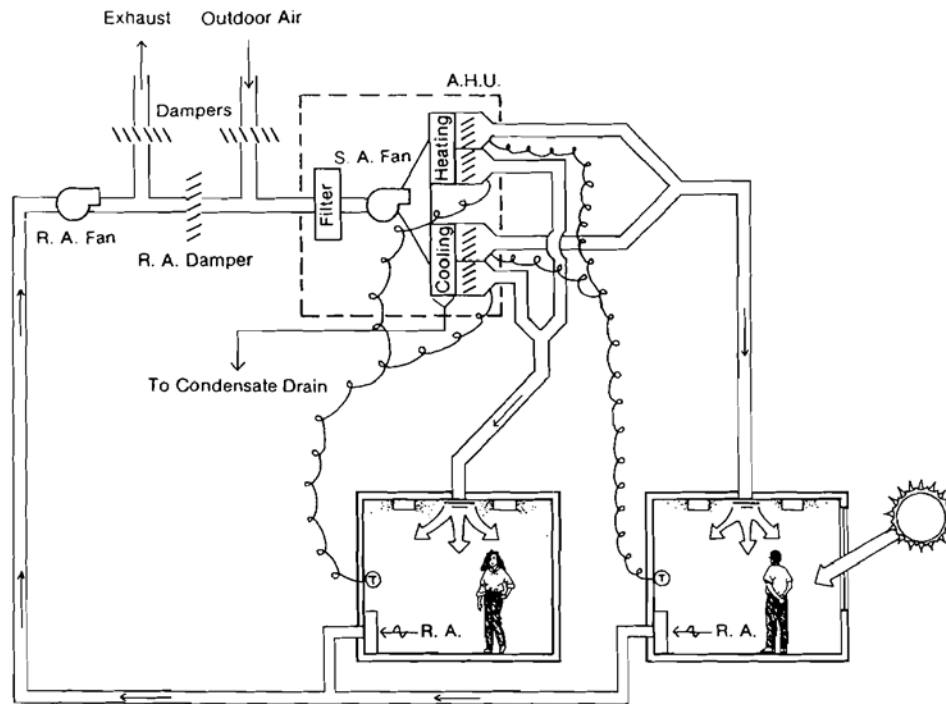 Exhaust
Outdoor Air
A.H.U.
Dampers
S. A. Fan
Heating
Filter
R. A. Fan
R. A. Damper
Cooling
To Condensate Drain
T
T
R. A.
R. A.